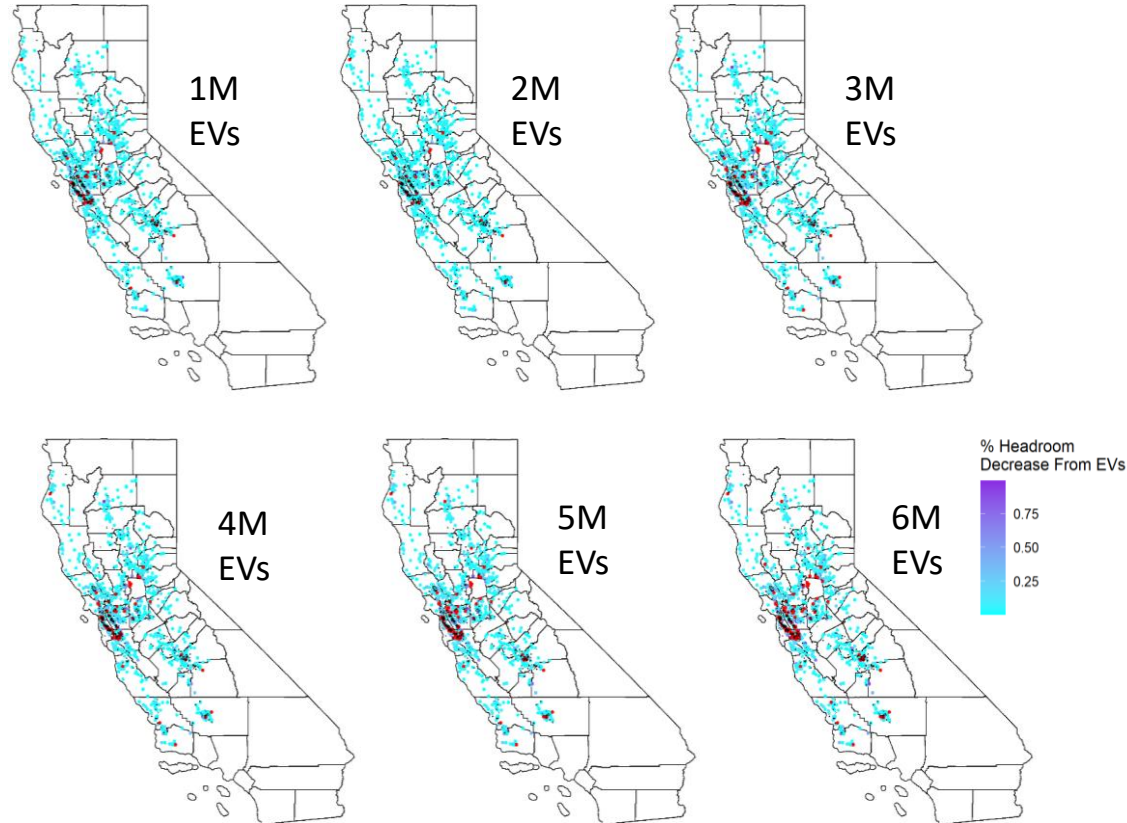 1M
EVs
2M
EVs
3M
EVs
4M
EVs
5M
EVs
6M
EVs
% Headroom
Decrease From EVs
0.75
0.50
0.25